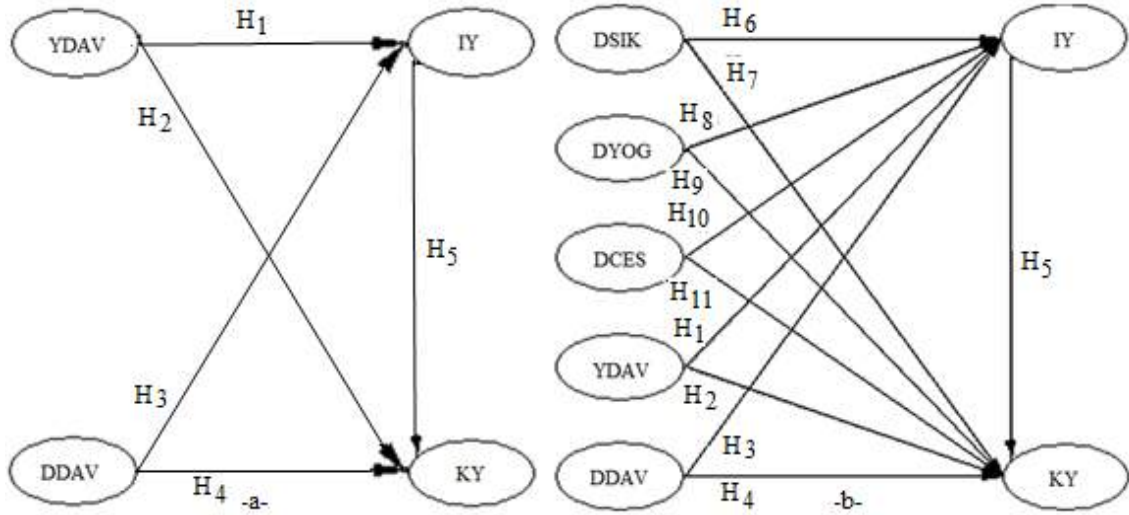 YDAV
H1
IY
H2
H5
H3
DDAV
H4
-a-
KY
DSIK
H6
IY
H7
H8
DYOG
H9
H10
DCES
H5
H11
H1
YDAV
H2
H3
DDAV
H4
-b-
KY